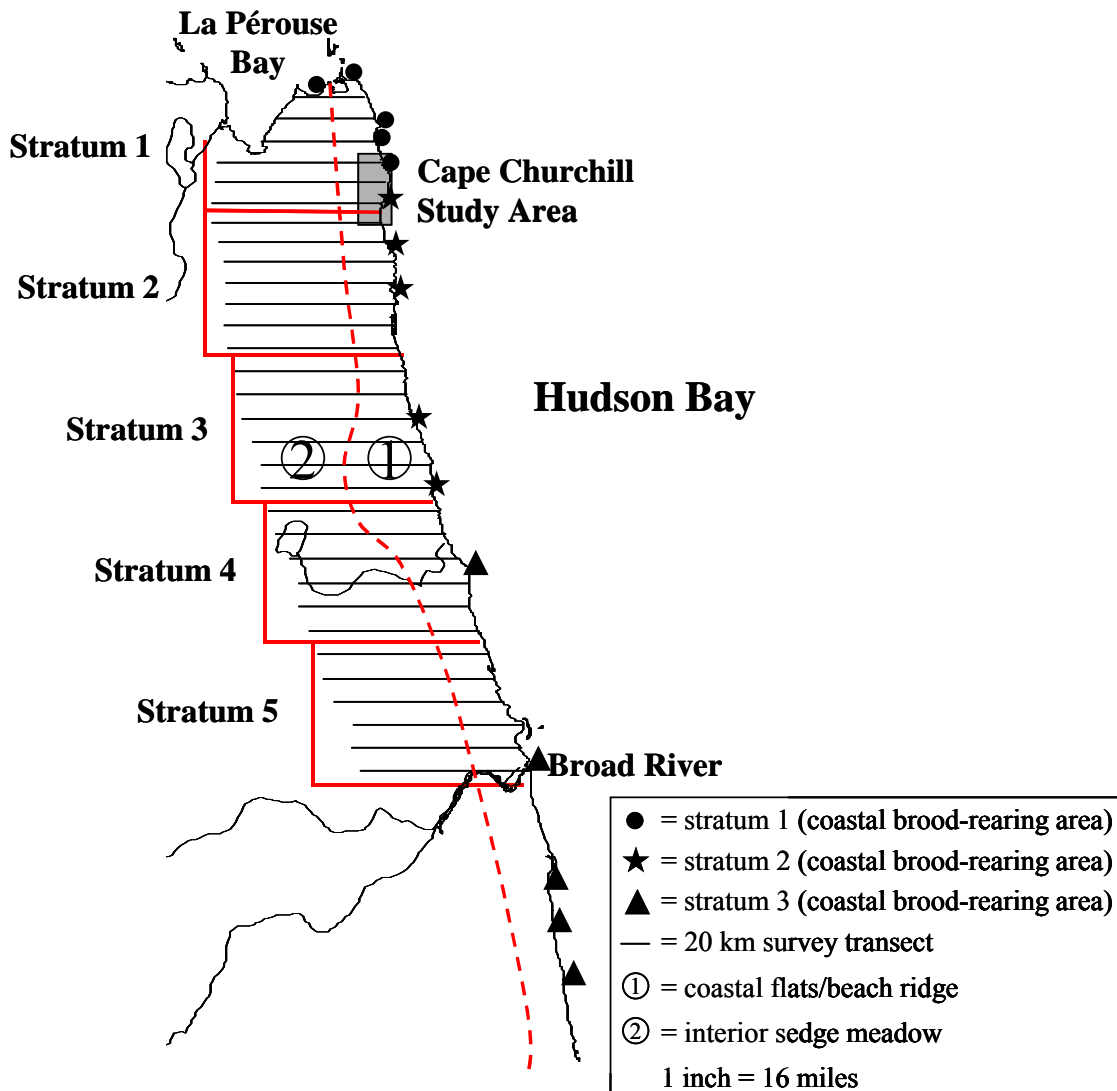 La Pérouse
Bay
Stratum 1
Cape Churchill
Study Area
Stratum 2
Hudson Bay
Stratum 3
2
1
Stratum 4
Stratum 5
Broad River
= stratum 1 (coastal brood-rearing area)
= stratum 2 (coastal brood-rearing area)
= stratum 3 (coastal brood-rearing area)
= 20 km survey transect
1 = coastal flats/beach ridge
2 = interior sedge meadow
1 inch = 16 miles